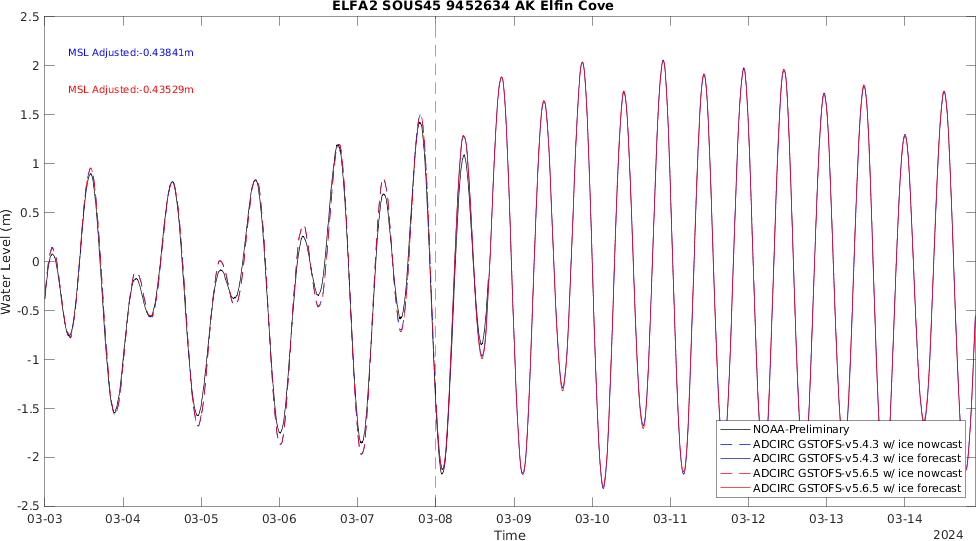 ELFA2 SOUS45 9452634 AK Elfin Cove
MSL Adjusted:-0.43841m
MSL Adjusted:-0.43529m
Water Level (m)
2.5
2
1.5
1
0.5
0
-0.5
-1
-1.5
-2
-2.5
NOAA-Preliminary
ADCIRC GSTOFS-v5.4.3 w/ ice nowcast
ADCIRC GSTOFS-v5.4.3 w/ ice forecast
ADCIRC GSTOFS-v5.6.5 w/ ice nowcast
ADCIRC GSTOFS-v5.6.5 w/ ice forecast
03-03 03-04 03-05 03-06 03-07 03-08 03-09 03-10 03-11 03-12 03-13 03-14
Time
2024